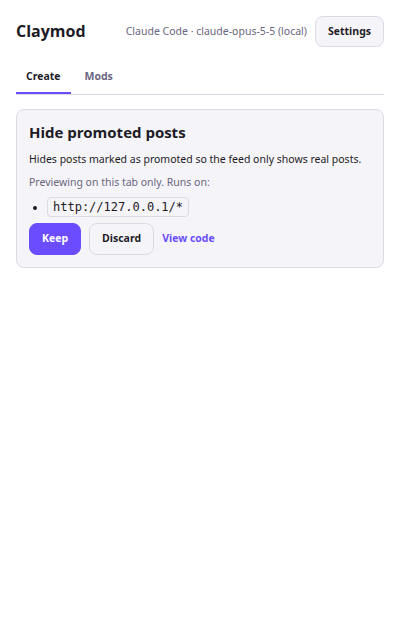 Claymod
Claude Code · claude-opus-5-5 (local)
Settings
Create
Mods
Hide promoted posts
Hides posts marked as promoted so the feed only shows real posts.
Previewing on this tab only. Runs on:
http://127.0.0.1/*
Keep
Discard
View code